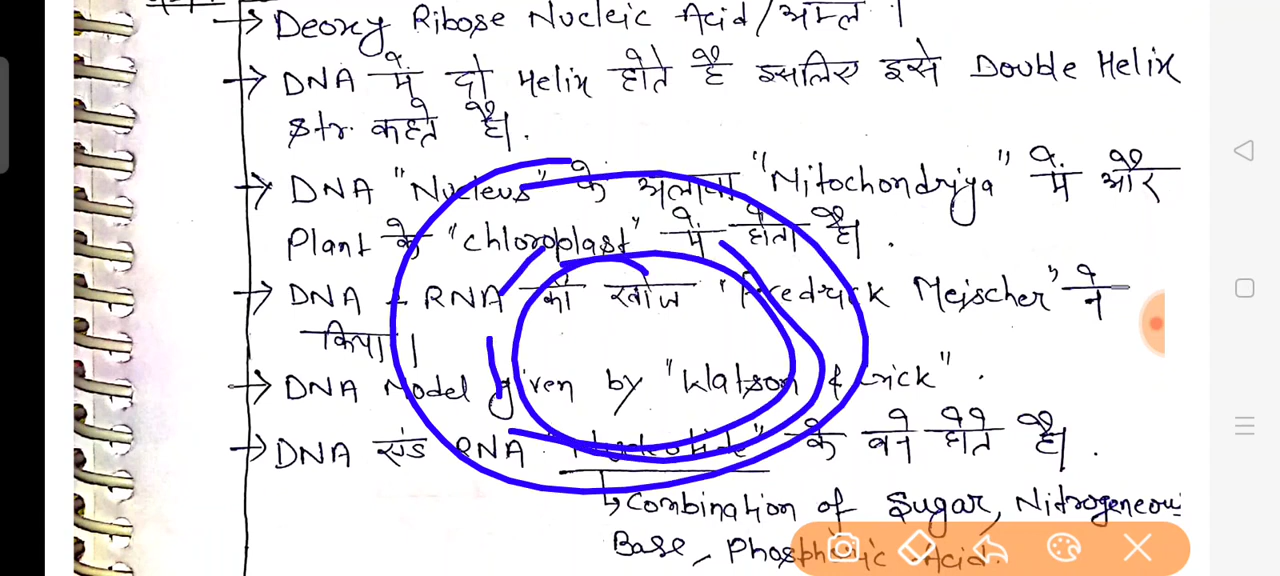 → Deoxy Ribose Nucleic Acid/अम्ल ।
→ DNA में दो Helix होते है इसलिए इसे Double Helix
Str. कहते है।.
→ DNA "Nucleus" के अलावा "Mitochondriya" में और
Plant के "chloroplast" में होता है।.
→ DNA + RNA की खोज "Fredrick Meischer" ने
किया।
→ DNA Model given by "Watson & Crick".
→ DNA एंड RNA के बने होते है।.
↳ Combination of Sugar, Nitrogeneou
Base, Phosphoric Acid.